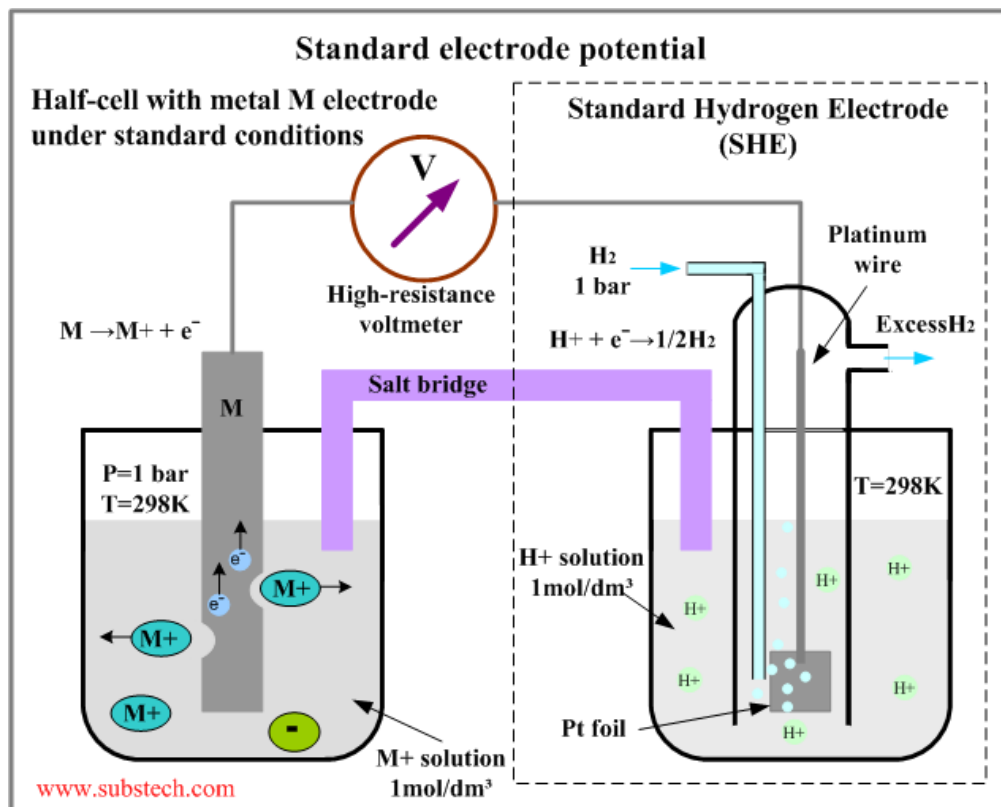 Standard electrode potential
Half-cell with metal M electrode
under standard conditions
Standard Hydrogen Electrode
(SHE)
V
High-resistance
voltmeter
M →M+ + e⁻
H2
1 bar
Platinum
wire
H+ + e⁻→1/2H2
ExcessH2
Salt bridge
M
P=1 bar
T=298K
T=298K
e⁻
e⁻
M+
M+
M+
-
M+ solution
1mol/dm³
H+ solution
1mol/dm³
H+
H+
H+
H+
H+
H+
Pt foil
www.substech.com